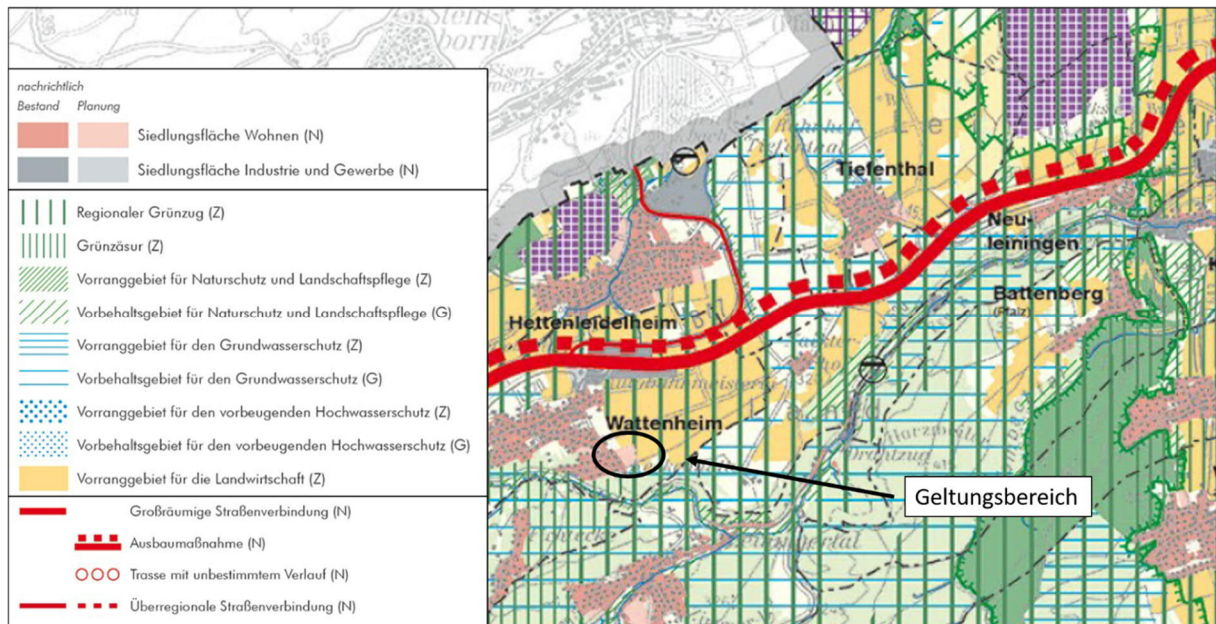 nachrichtlich
Bestand Planung
Siedlungsfläche Wohnen (N)
Siedlungsfläche Industrie und Gewerbe (N)
Regionaler Grünzug (Z)
Grünzäsur (Z)
Vorranggebiet für Naturschutz und Landschaftspflege (Z)
Vorbehaltsgebiet für Naturschutz und Landschaftspflege (G)
Vorranggebiet für den Grundwasserschutz (Z)
Vorbehaltsgebiet für den Grundwasserschutz (G)
Vorranggebiet für den vorbeugenden Hochwasserschutz (Z)
Vorbehaltsgebiet für den vorbeugenden Hochwasserschutz (G)
Vorranggebiet für die Landwirtschaft (Z)
Großräumige Straßenverbindung (N)
Ausbaumaßnahme (N)
Trasse mit unbestimmtem Verlauf (N)
Überregionale Straßenverbindung (N)
366
Tiefenthal
Neu-
leiningen
Battenberg
(Pfalz)
Hettenleidelheim
Wattenheim
Geltungsbereich